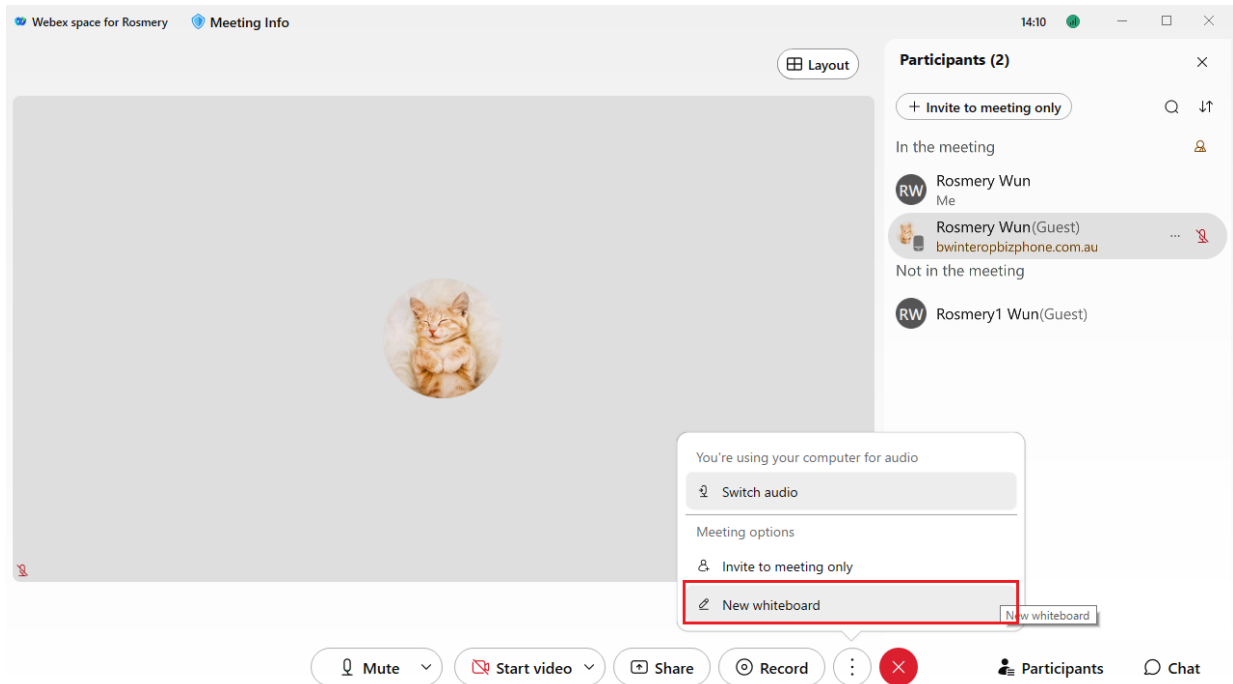 Webex space for Rosmery Meeting Info 14:10
Layout
Participants (2)
Invite to meeting only
In the meeting
RW Rosmery Wun
Me
Rosmery Wun(Guest)
bwinteropbizphone.com.au
Not in the meeting
RW Rosmery1 Wun(Guest)
You're using your computer for audio
Switch audio
Meeting options
Invite to meeting only
New whiteboard
New whiteboard
Mute Start video Share Record Participants Chat